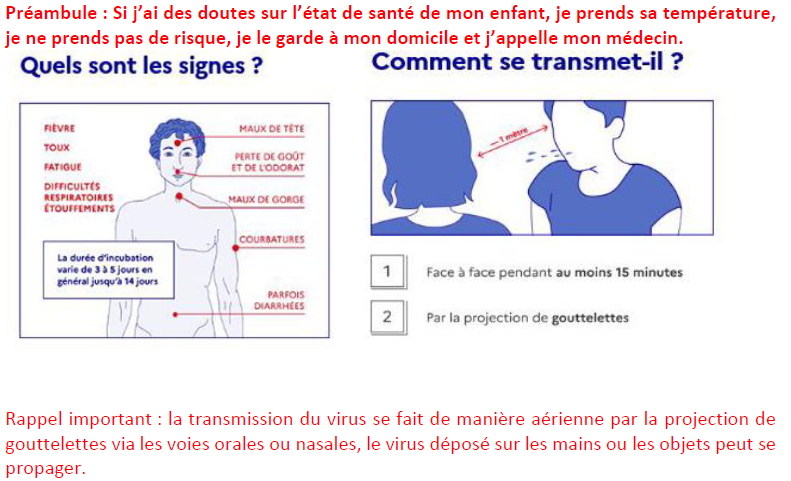 Préambule : Si j’ai des doutes sur l’état de santé de mon enfant, je prends sa température,
je ne prends pas de risque, je le garde à mon domicile et j’appelle mon médecin.
Quels sont les signes ?
FIÈVRE
TOUX
FATIGUE
DIFFICULTÉS
RESPIRATOIRES
ÉTOUFFEMENTS
MAUX DE TÊTE
PERTE DE GOÛT
ET DE L'ODORAT
MAUX DE GORGE
COURBATURES
PARFOIS
DIARRHÉES
La durée d'incubation
varie de 3 à 5 jours en
général jusqu'à 14 jours
Comment se transmet-il ?
1 mètre
1 Face à face pendant au moins 15 minutes
2 Par la projection de gouttelettes
Rappel important : la transmission du virus se fait de manière aérienne par la projection de
gouttelettes via les voies orales ou nasales, le virus déposé sur les mains ou les objets peut se
propager.